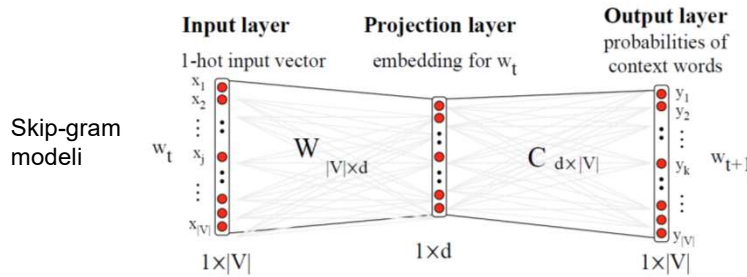 Input layer
1-hot input vector
Projection layer
embedding for wₜ
Output layer
probabilities of
context words
Skip-gram
modeli
wₜ
x₁
x₂
⋮
xⱼ
⋮
x|V|
W |V|×d
C d×|V|
y₁
y₂
⋮
yₖ
⋮
y|V|
wₜ₊₁
1×|V|
1×d
1×|V|